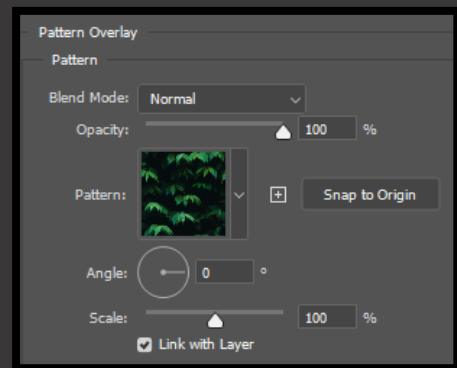 Pattern Overlay
Pattern
Blend Mode: Normal
Opacity: 100 %
Pattern: Snap to Origin
Angle: 0 °
Scale: 100 %
Link with Layer